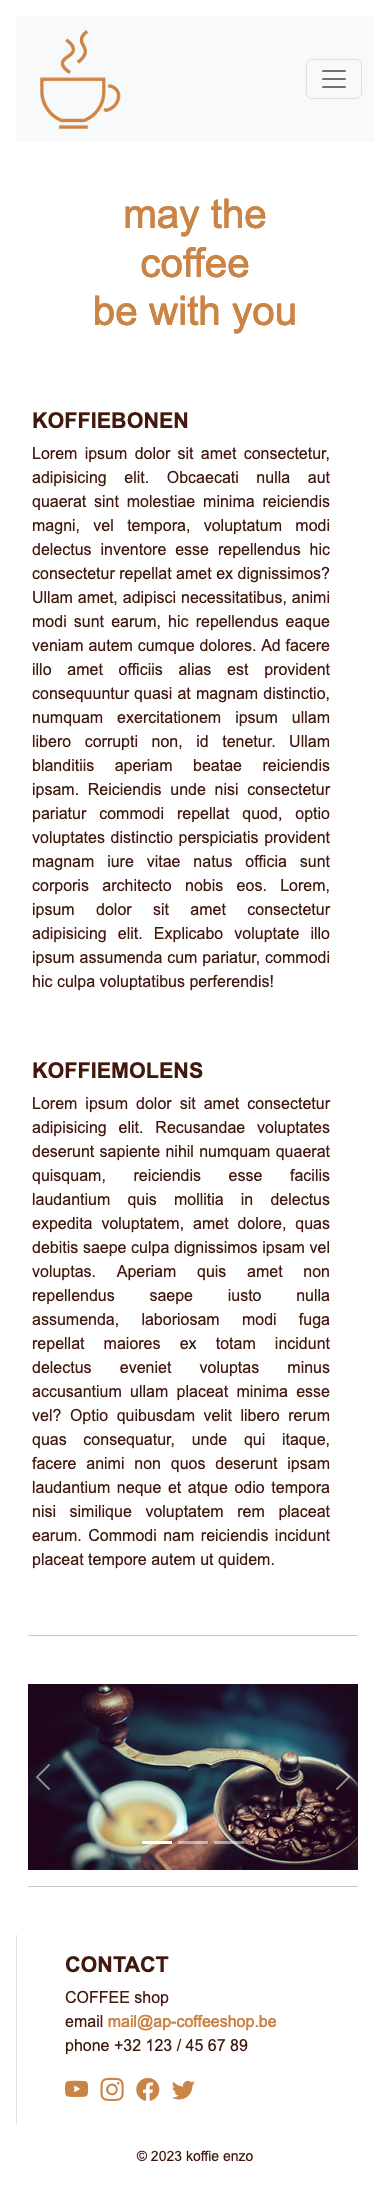 may the
coffee
be with you
KOFFIEBONEN
Lorem ipsum dolor sit amet consectetur,
adipisicing elit. Obcaecati nulla aut
quaerat sint molestiae minima reiciendis
magni, vel tempora, voluptatum modi
delectus inventore esse repellendus hic
consectetur repellat amet ex dignissimos?
Ullam amet, adipisci necessitatibus, animi
modi sunt earum, hic repellendus eaque
veniam autem cumque dolores. Ad facere
illo amet officiis alias est provident
consequuntur quasi at magnam distinctio,
numquam exercitationem ipsum ullam
libero corrupti non, id tenetur. Ullam
blanditiis aperiam beatae reiciendis
ipsam. Reiciendis unde nisi consectetur
pariatur commodi repellat quod, optio
voluptates distinctio perspiciatis provident
magnam iure vitae natus officia sunt
corporis architecto nobis eos. Lorem,
ipsum dolor sit amet consectetur
adipisicing elit. Explicabo voluptate illo
ipsum assumenda cum pariatur, commodi
hic culpa voluptatibus perferendis!
KOFFIEMOLENS
Lorem ipsum dolor sit amet consectetur
adipisicing elit. Recusandae voluptates
deserunt sapiente nihil numquam quaerat
quisquam, reiciendis esse facilis
laudantium quis mollitia in delectus
expedita voluptatem, amet dolore, quas
debitis saepe culpa dignissimos ipsam vel
voluptas. Aperiam quis amet non
repellendus saepe iusto nulla
assumenda, laboriosam modi fuga
repellat maiores ex totam incidunt
delectus eveniet voluptas minus
accusantium ullam placeat minima esse
vel? Optio quibusdam velit libero rerum
quas consequatur, unde qui itaque,
facere animi non quos deserunt ipsam
laudantium neque et atque odio tempora
nisi similique voluptatem rem placeat
earum. Commodi nam reiciendis incidunt
placeat tempore autem ut quidem.
CONTACT
COFFEE shop
email mail@ap-coffeeshop.be
phone +32 123 / 45 67 89
© 2023 koffie enzo